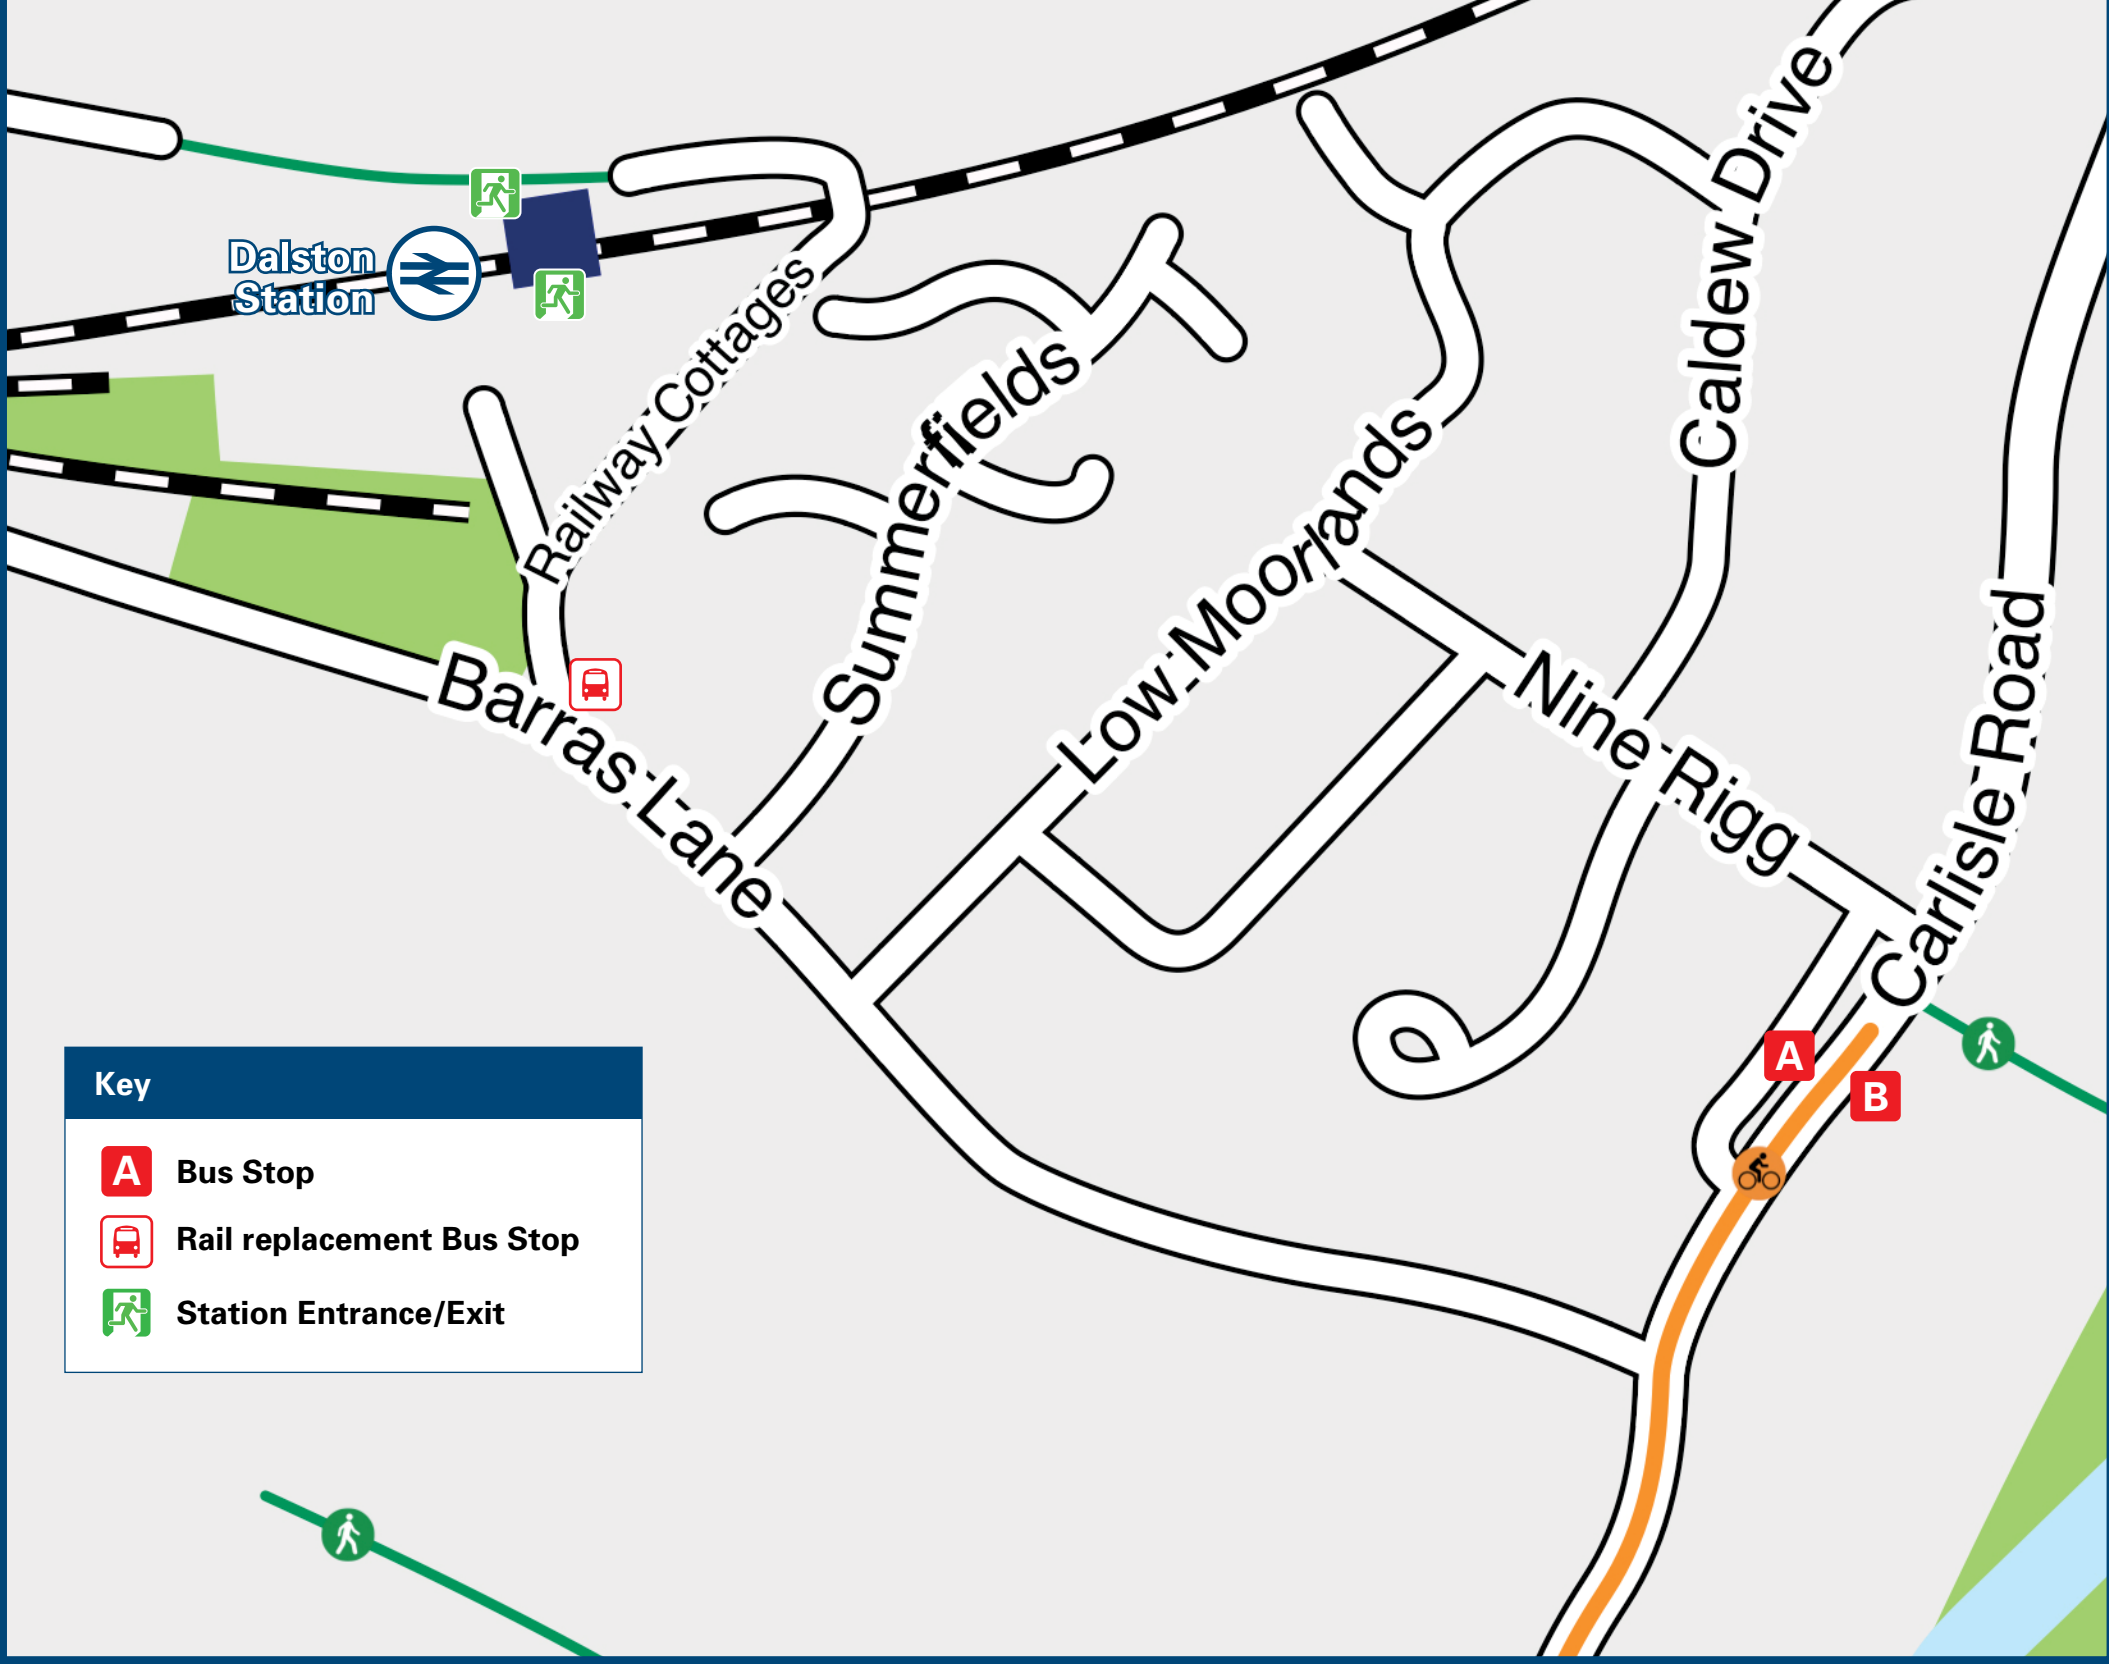 Caldew Drive
Dalston
Station
Railway Cottages
Summerfields
Low Moorlands
Nine Rigg
Carlisle Road
Barras Lane
A
B
Key
A Bus Stop
Rail replacement Bus Stop
Station Entrance/Exit